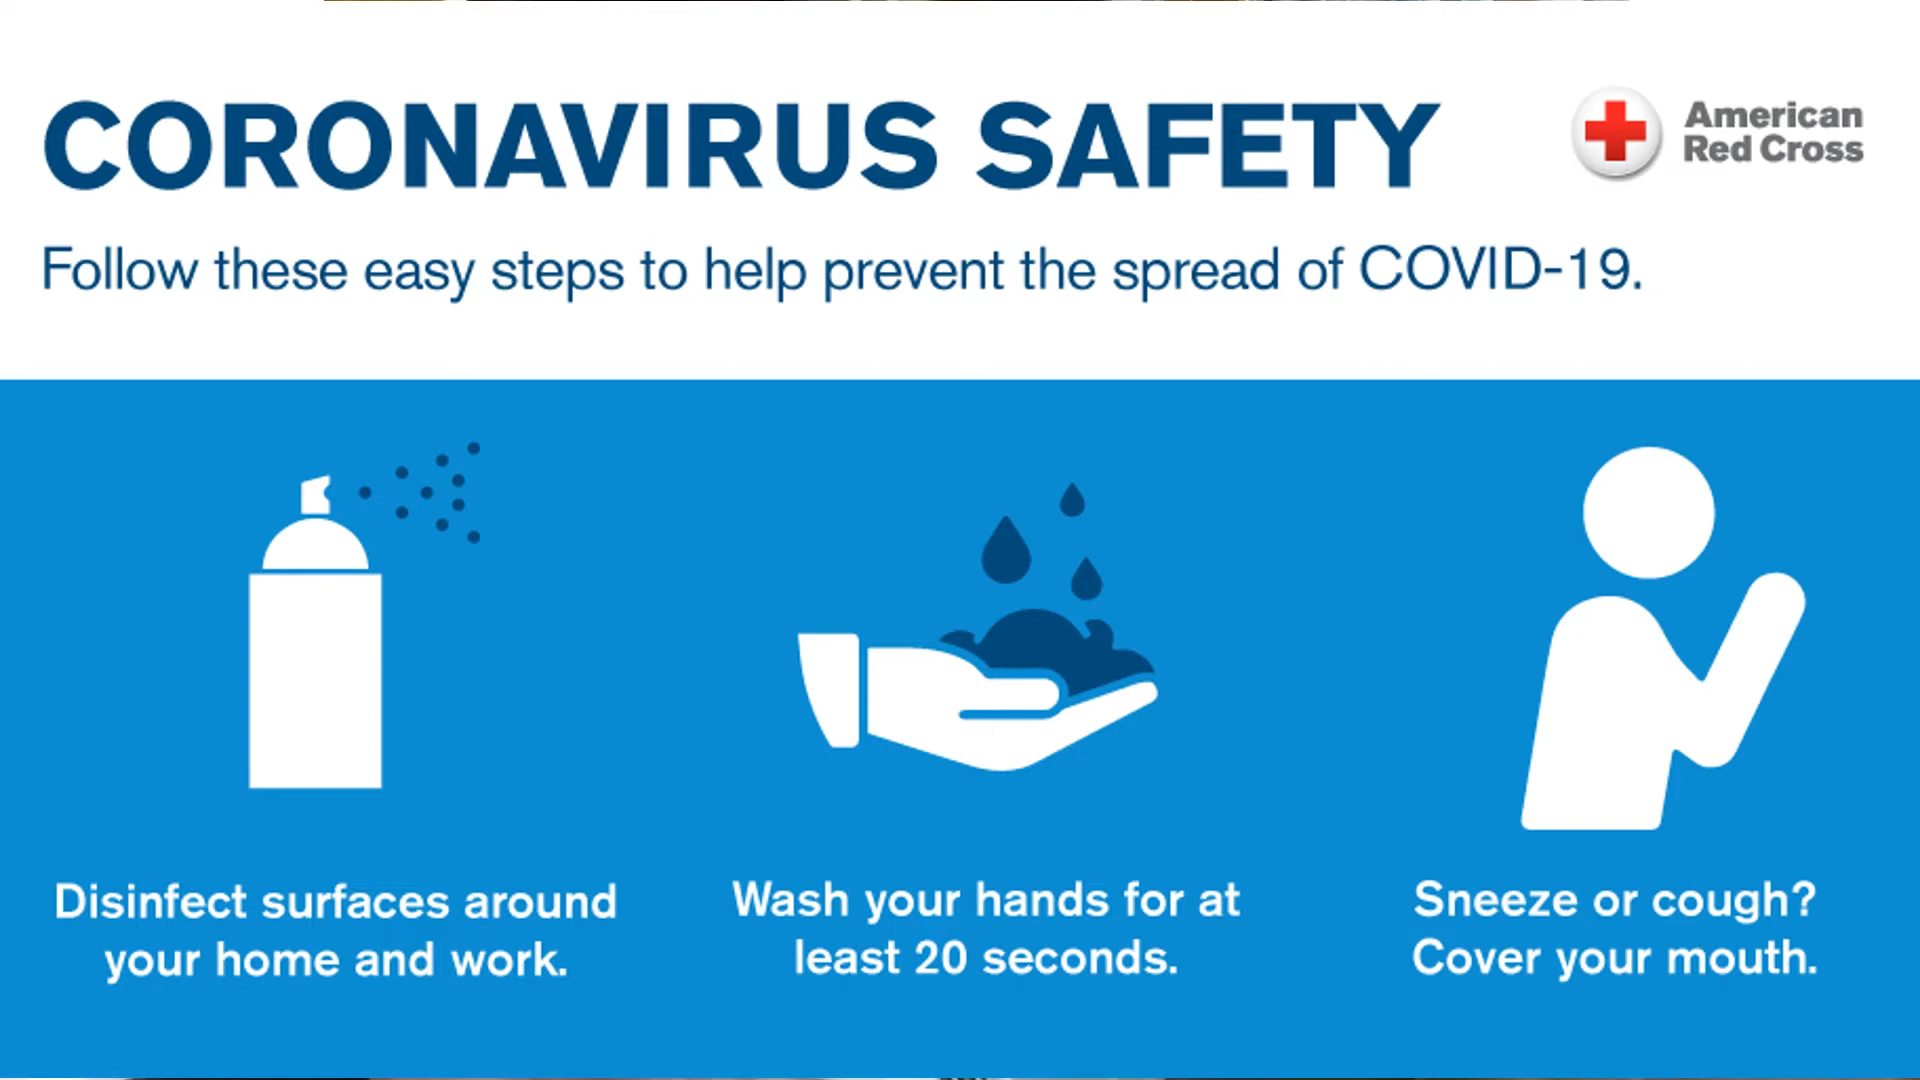 CORONAVIRUS SAFETY
American
Red Cross
Follow these easy steps to help prevent the spread of COVID-19.
Disinfect surfaces around
your home and work.
Wash your hands for at
least 20 seconds.
Sneeze or cough?
Cover your mouth.